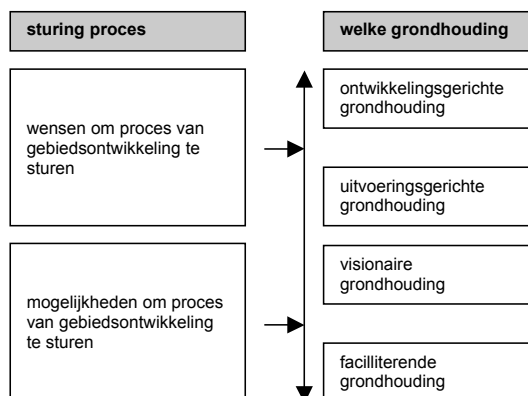 sturing proces
welke grondhouding
wensen om proces van
gebiedsontwikkeling te
sturen
mogelijkheden om proces
van gebiedsontwikkeling
te sturen
ontwikkelingsgerichte
grondhouding
uitvoeringsgerichte
grondhouding
visionaire
grondhouding
facilliterende
grondhouding